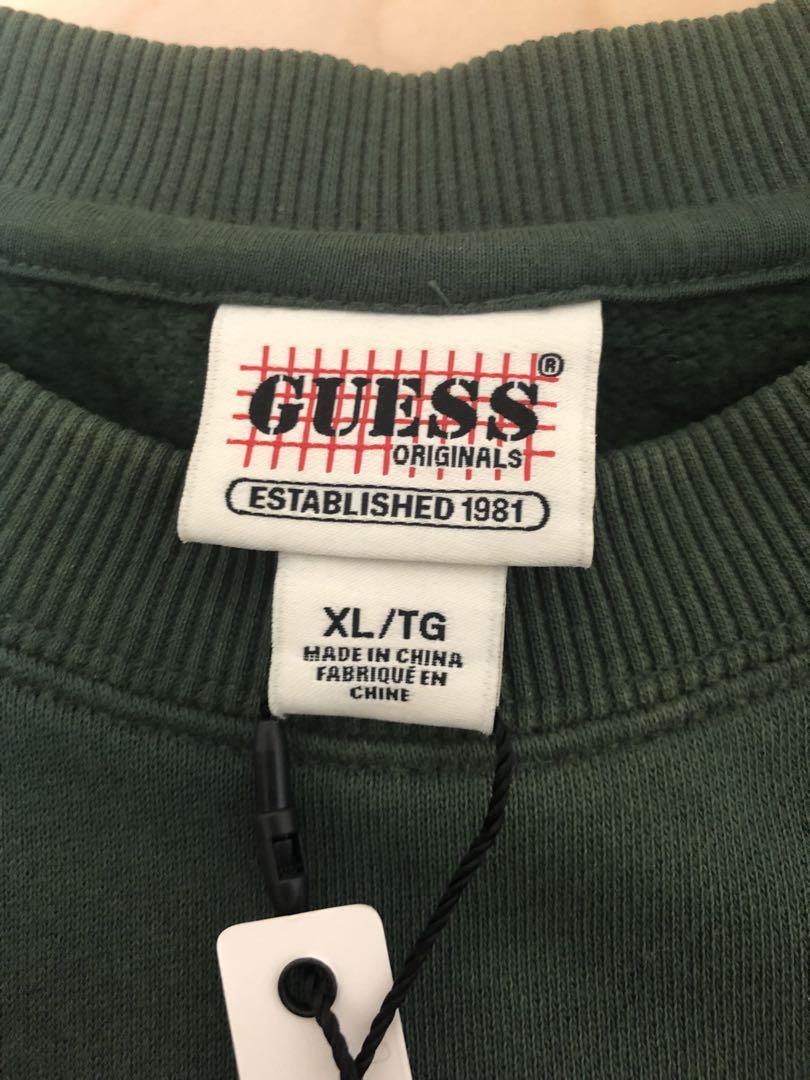 GUESS®
ORIGINALS
ESTABLISHED 1981
XL/TG
MADE IN CHINA
FABRIQUÉ EN
CHINE